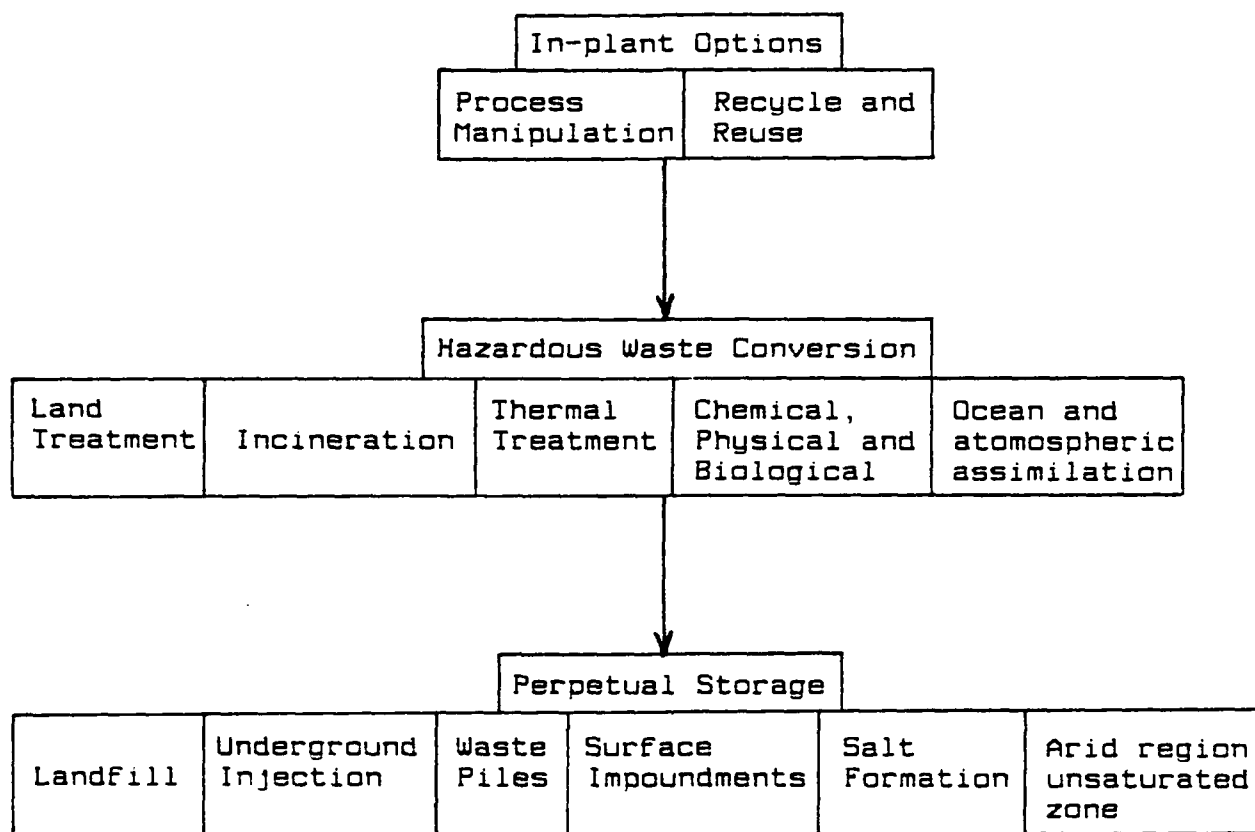 In-plant Options
Process
Manipulation
Recycle and
Reuse
Hazardous Waste Conversion
Land
Treatment
Incineration
Thermal
Treatment
Chemical,
Physical and
Biological
Ocean and
atomospheric
assimilation
Perpetual Storage
Landfill
Underground
Injection
Waste
Piles
Surface
Impoundments
Salt
Formation
Arid region
unsaturated
zone